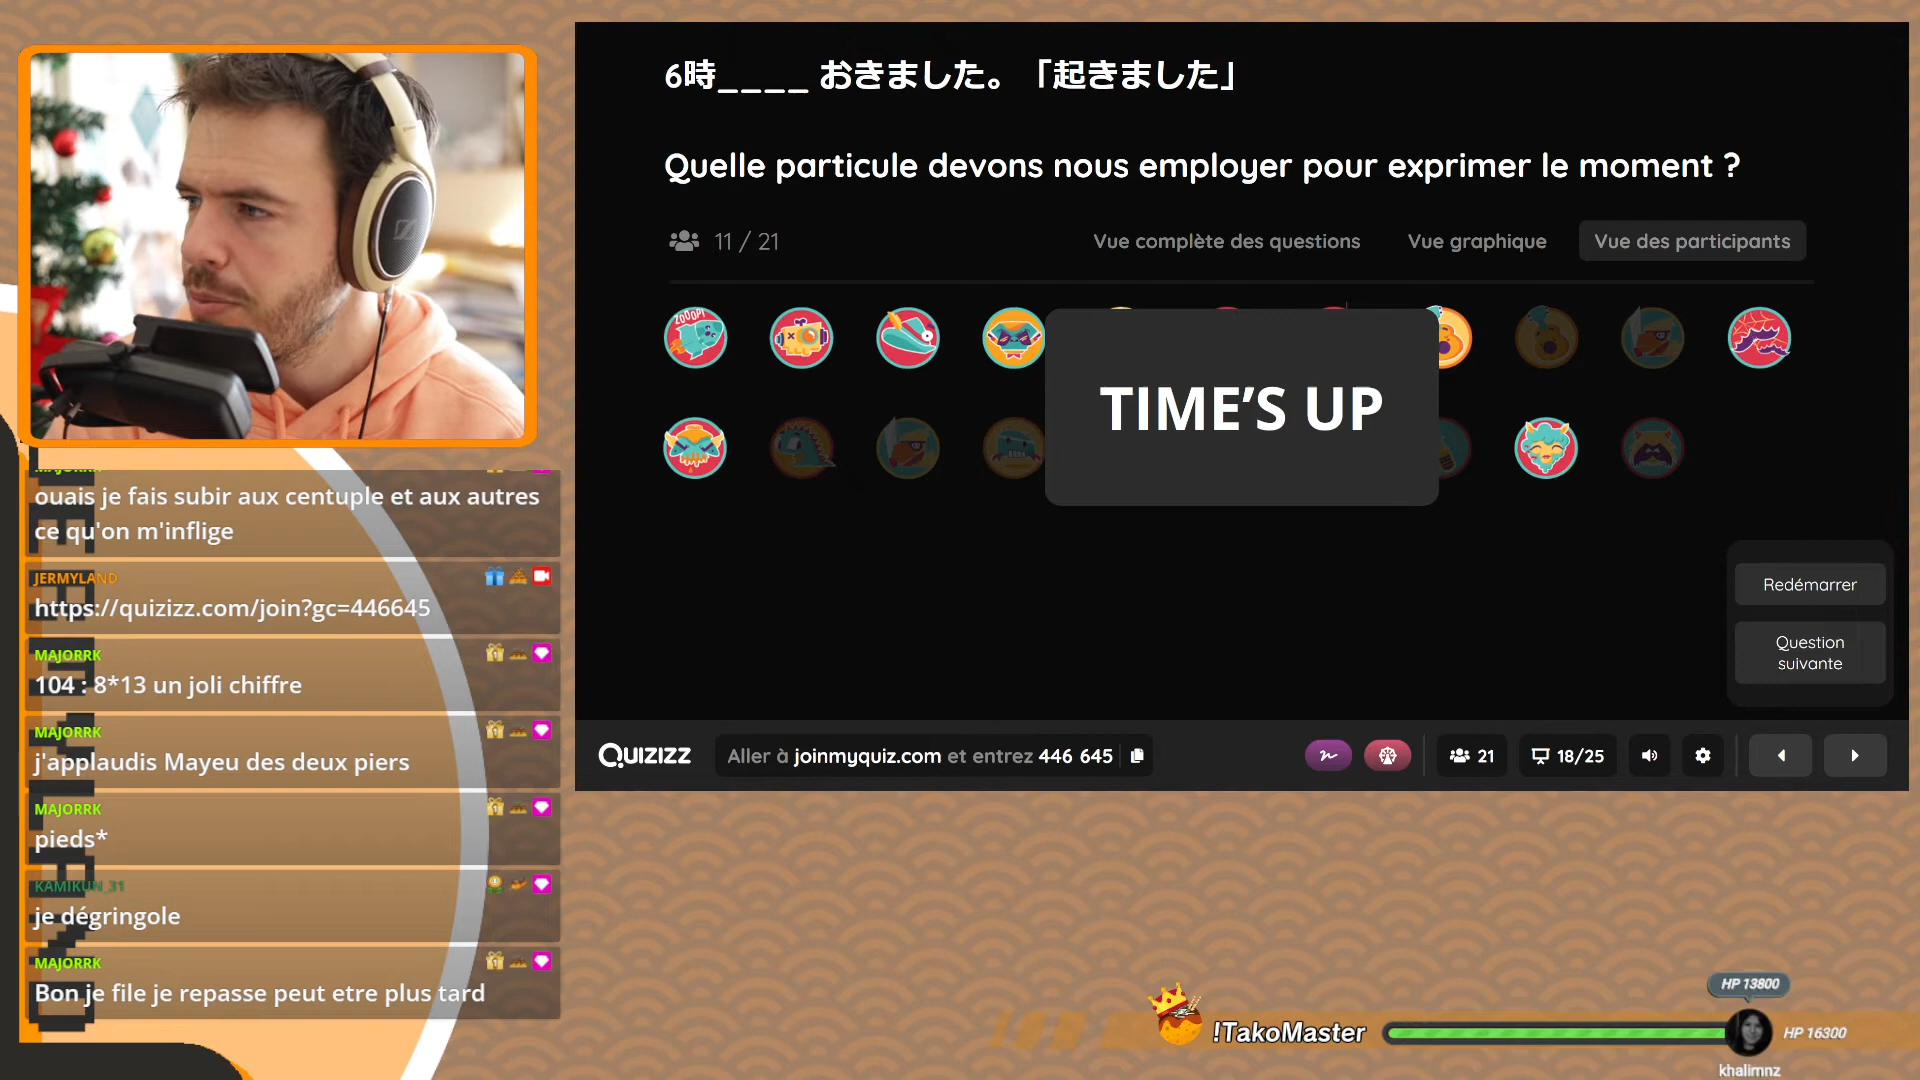 6時____ おきました。「起きました」
Quelle particule devons nous employer pour exprimer le moment ?
11 / 21
Vue complète des questions
Vue graphique
Vue des participants
ZOOOP!
TIME'S UP
Redémarrer
Question
suivante
QUIZIZZ
Aller à joinmyquiz.com et entrez 446 645
21
18/25
ouais je fais subir aux centuple et aux autres
ce qu'on m'inflige
JERMYLAND
https://quizizz.com/join?gc=446645
MAJORRK
104 : 8*13 un joli chiffre
MAJORRK
j'applaudis Mayeu des deux piers
MAJORRK
pieds*
KAMIKUN_31
je dégringole
MAJORRK
Bon je file je repasse peut etre plus tard
!TakoMaster
HP 13800
HP 16300
khalimnz